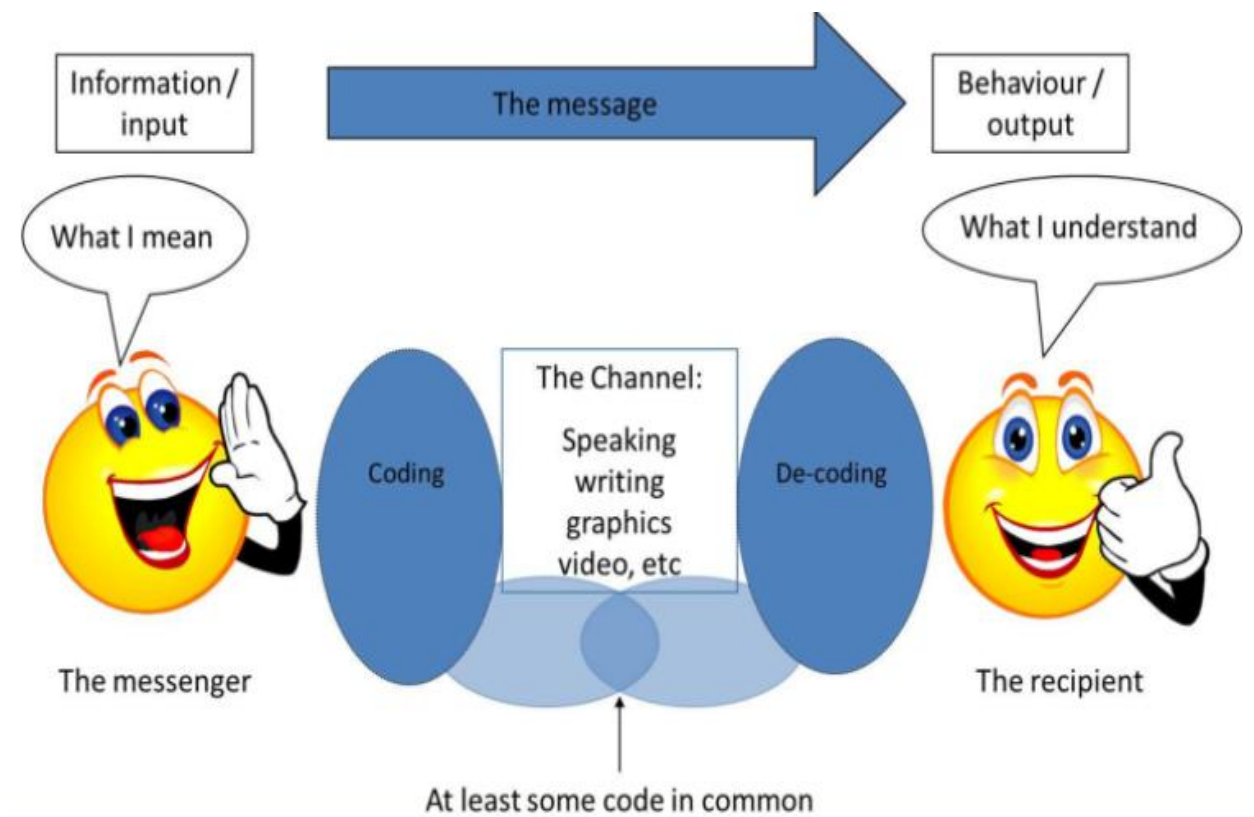 Information /
input
The message
Behaviour /
output
What I mean
What I understand
The Channel:
Speaking
writing
graphics
video, etc
Coding
De-coding
The messenger
The recipient
At least some code in common